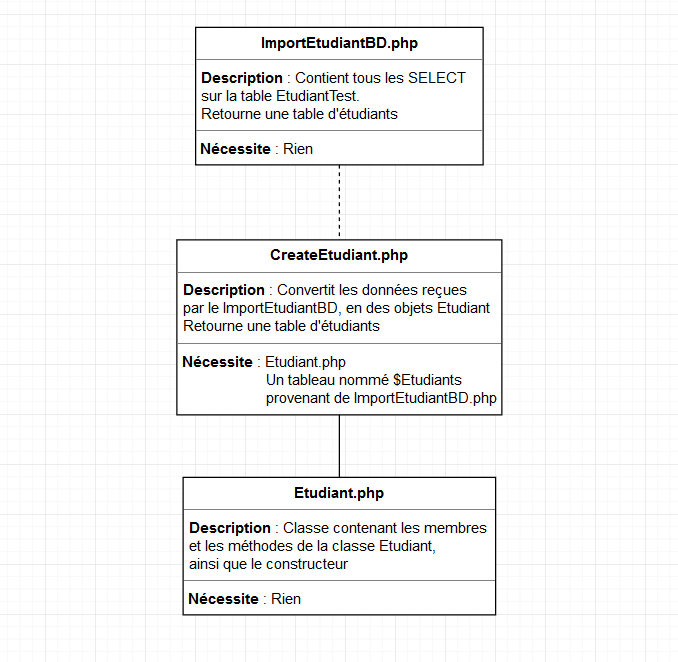 ImportEtudiantBD.php
Description : Contient tous les SELECT
sur la table EtudiantTest.
Retourne une table d'étudiants
Nécessite : Rien
CreateEtudiant.php
Description : Convertit les données reçues
par le ImportEtudiantBD, en des objets Etudiant
Retourne une table d'étudiants
Nécessite : Etudiant.php
Un tableau nommé $Etudiants
provenant de ImportEtudiantBD.php
Etudiant.php
Description : Classe contenant les membres
et les méthodes de la classe Etudiant,
ainsi que le constructeur
Nécessite : Rien